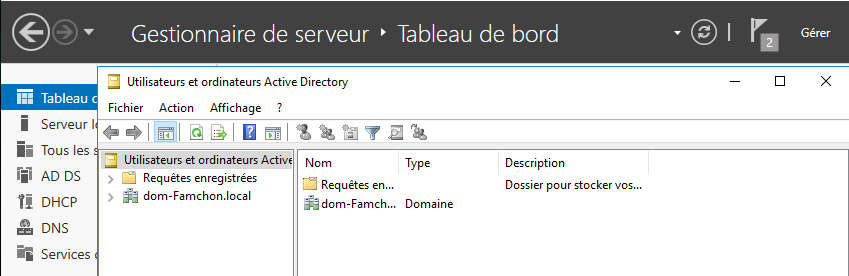 Gestionnaire de serveur ‣ Tableau de bord
2
Gérer
Utilisateurs et ordinateurs Active Directory
Fichier Action Affichage ?
Tableau d
Serveur lo
Tous les s
AD DS
DHCP
DNS
Services d
Utilisateurs et ordinateurs Active
Requêtes enregistrées
dom-Famchon.local
Nom Type Description
Requêtes en... Dossier pour stocker vos...
dom-Famch... Domaine